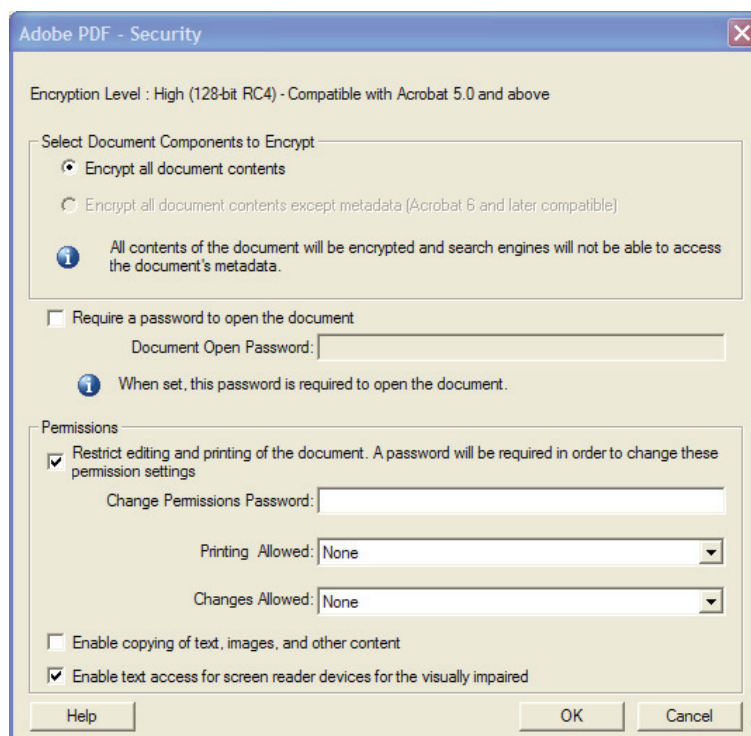 Adobe PDF - Security
Encryption Level : High (128-bit RC4) - Compatible with Acrobat 5.0 and above
Select Document Components to Encrypt
Encrypt all document contents
Encrypt all document contents except metadata (Acrobat 6 and later compatible)
All contents of the document will be encrypted and search engines will not be able to access
the document's metadata.
Require a password to open the document
Document Open Password:
When set, this password is required to open the document.
Permissions
Restrict editing and printing of the document. A password will be required in order to change these
permission settings
Change Permissions Password:
Printing Allowed: None
Changes Allowed: None
Enable copying of text, images, and other content
Enable text access for screen reader devices for the visually impaired
Help OK Cancel